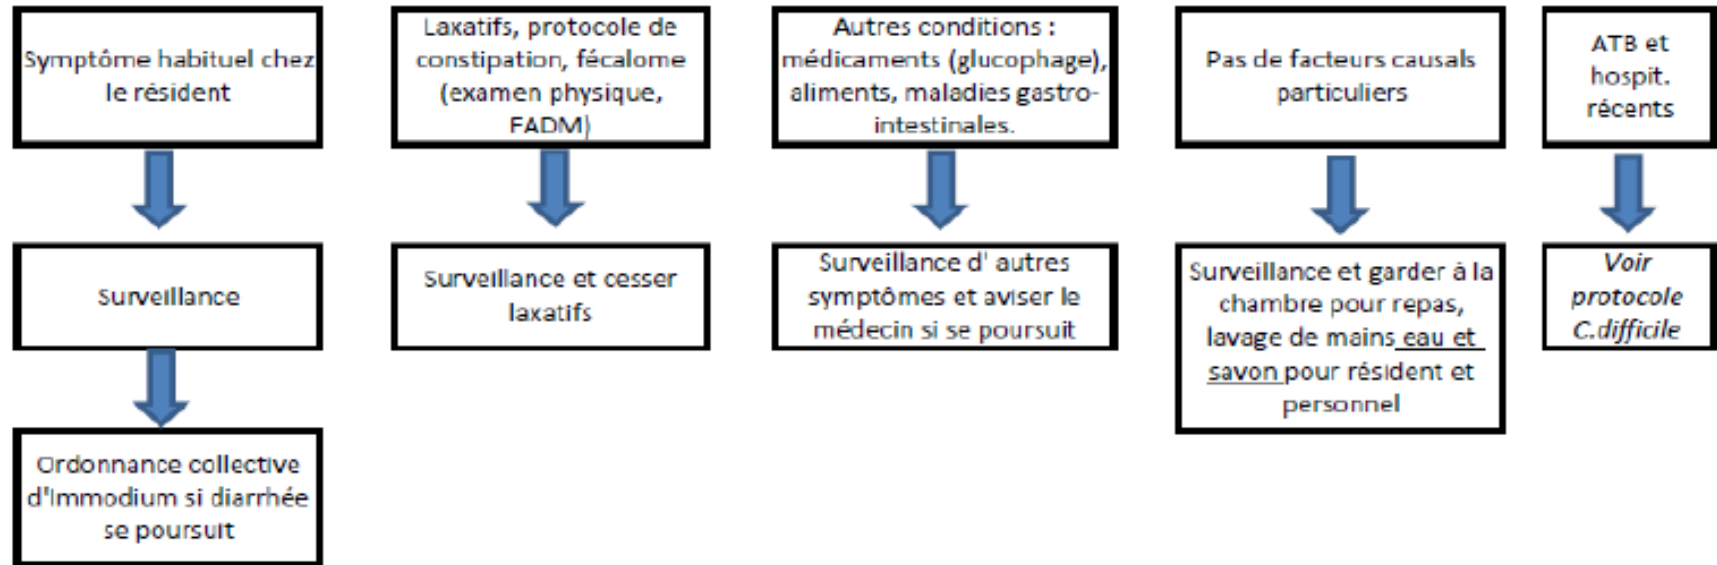 Symptôme habituel chez
le résident
Laxatifs, protocole de
constipation, fécalome
(examen physique,
FADM)
Autres conditions :
médicaments (glucophage),
aliments, maladies gastro-
intestinales.
Pas de facteurs causals
particuliers
ATB et
hospit.
récents
Surveillance
Surveillance et cesser
laxatifs
Surveillance d' autres
symptômes et aviser le
médecin si se poursuit
Surveillance et garder à la
chambre pour repas,
lavage de mains eau et
savon pour résident et
personnel
Voir
protocole
C.difficile
Ordonnance collective
d'Immodium si diarrhée
se poursuit